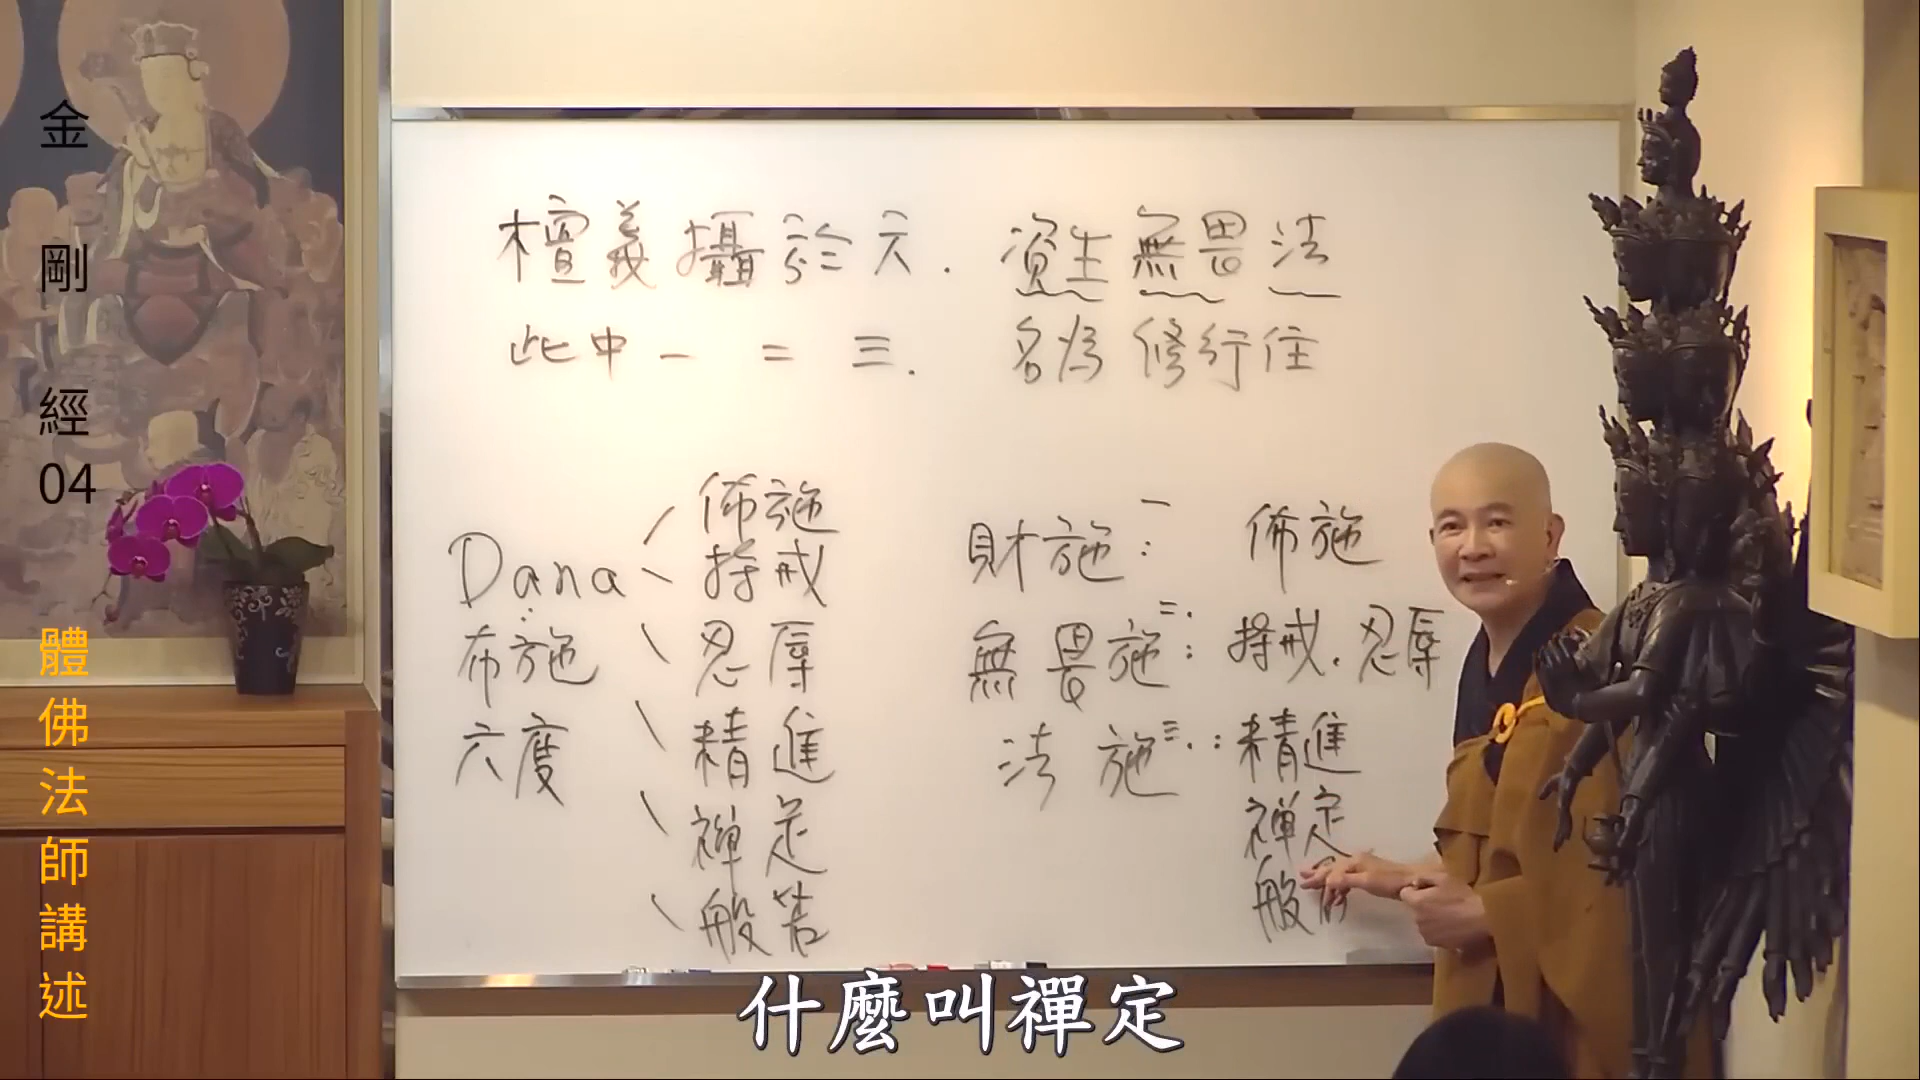 金剛經04
體佛法師講述
檀義攝於六．資生無畏法
此中一二三．名為修行住
Dana
布施
六度
佈施
持戒
忍辱
精進
禪定
般若
財施：一 佈施
無畏施：二．持戒．忍辱
法施：三．精進
禪定
般若
什麼叫禪定